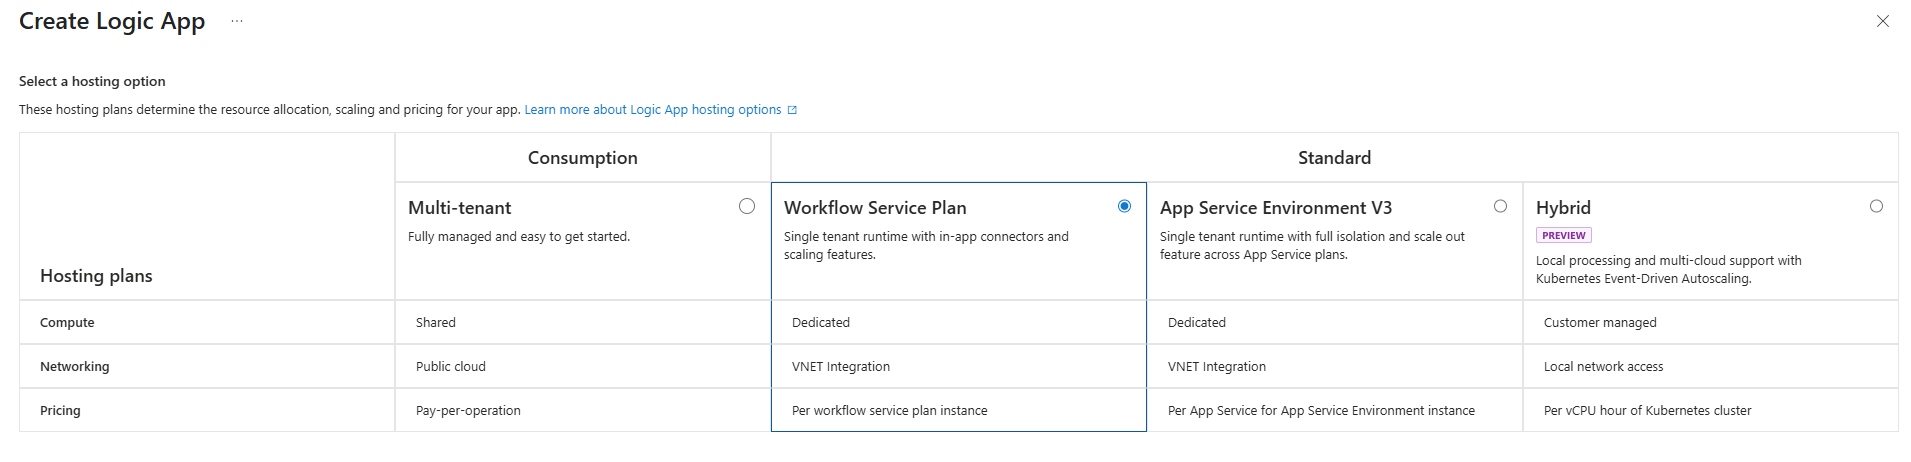 Create Logic App ...
Select a hosting option
These hosting plans determine the resource allocation, scaling and pricing for your app. Learn more about Logic App hosting options
Consumption
Standard
Hosting plans
Multi-tenant
Fully managed and easy to get started.
Workflow Service Plan
Single tenant runtime with in-app connectors and
scaling features.
App Service Environment V3
Single tenant runtime with full isolation and scale out
feature across App Service plans.
Hybrid
PREVIEW
Local processing and multi-cloud support with
Kubernetes Event-Driven Autoscaling.
Compute
Shared
Dedicated
Dedicated
Customer managed
Networking
Public cloud
VNET Integration
VNET Integration
Local network access
Pricing
Pay-per-operation
Per workflow service plan instance
Per App Service for App Service Environment instance
Per vCPU hour of Kubernetes cluster